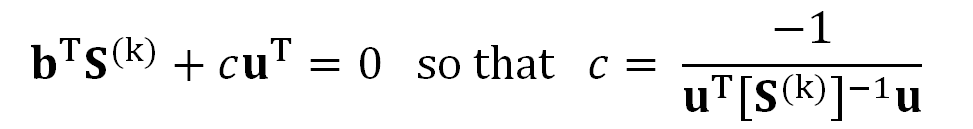 𝐛ᵀ𝐒⁽ᵏ⁾ + c𝐮ᵀ = 0 so that c = −1 / 𝐮ᵀ[𝐒⁽ᵏ⁾]⁻¹𝐮